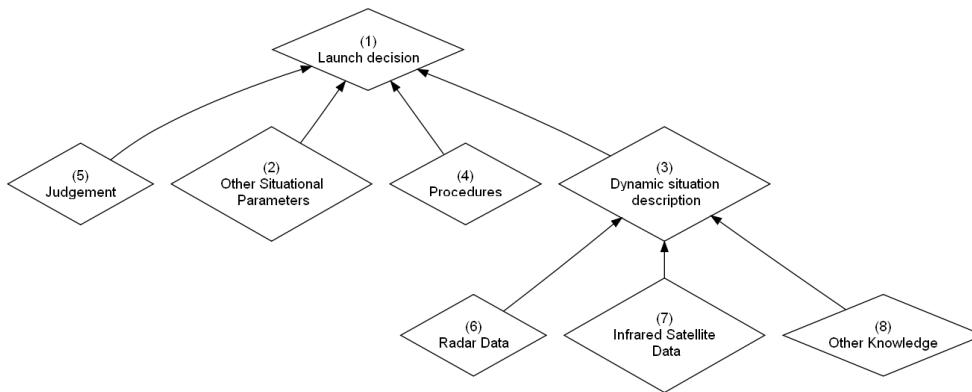 (1)
Launch decision
(5)
Judgement
(2)
Other Situational
Parameters
(4)
Procedures
(3)
Dynamic situation
description
(6)
Radar Data
(7)
Infrared Satellite
Data
(8)
Other Knowledge